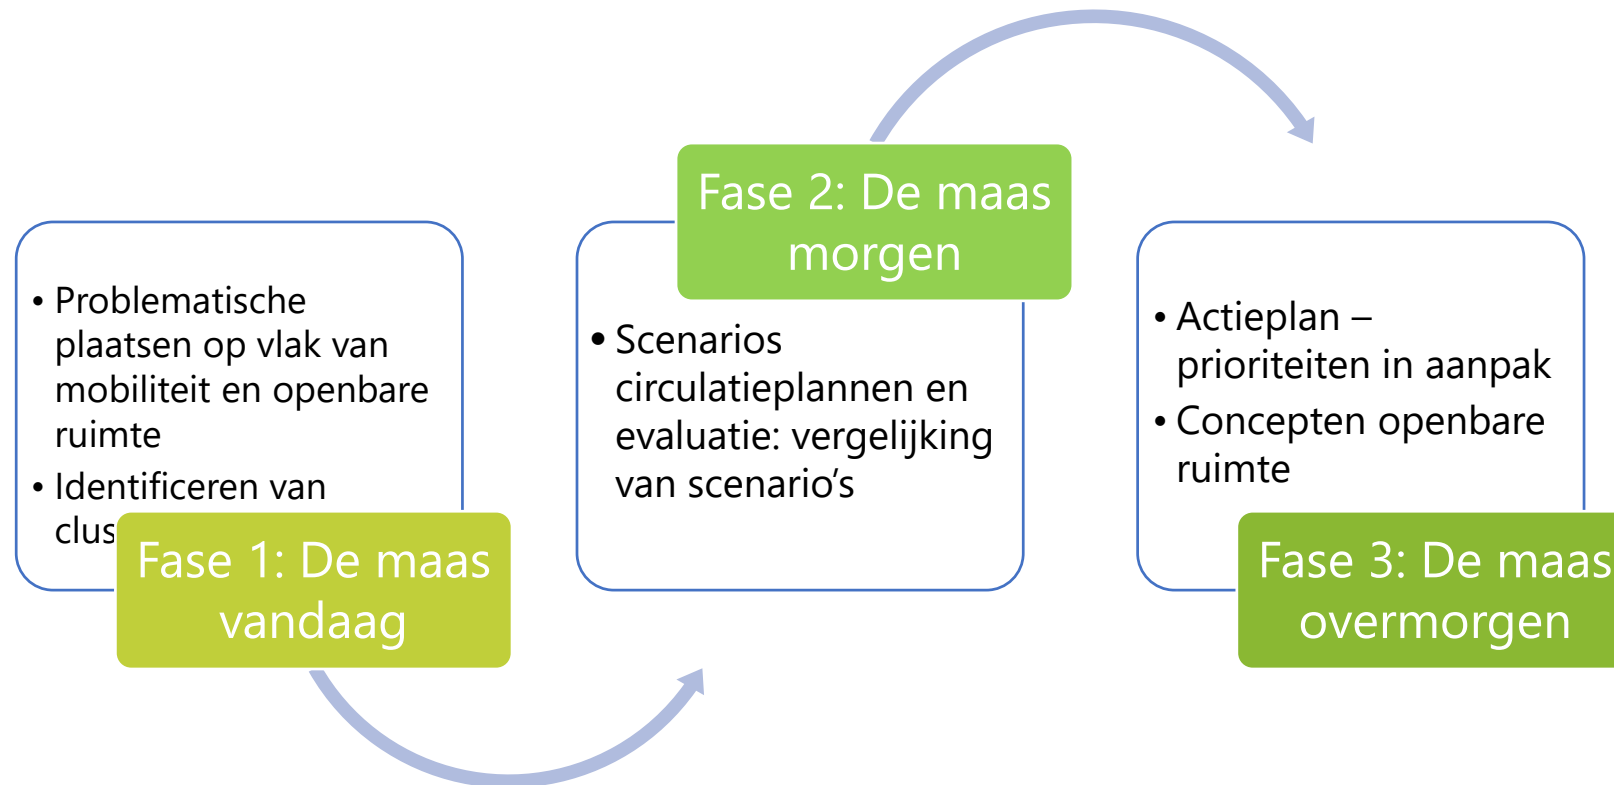 • Problematische
plaatsen op vlak van
mobiliteit en openbare
ruimte
• Identificeren van
Fase 1: De maas
vandaag
Fase 2: De maas
morgen
• Scenarios
circulatieplannen en
evaluatie: vergelijking
van scenario's
• Actieplan –
prioriteiten in aanpak
• Concepten openbare
ruimte
Fase 3: De maas
overmorgen